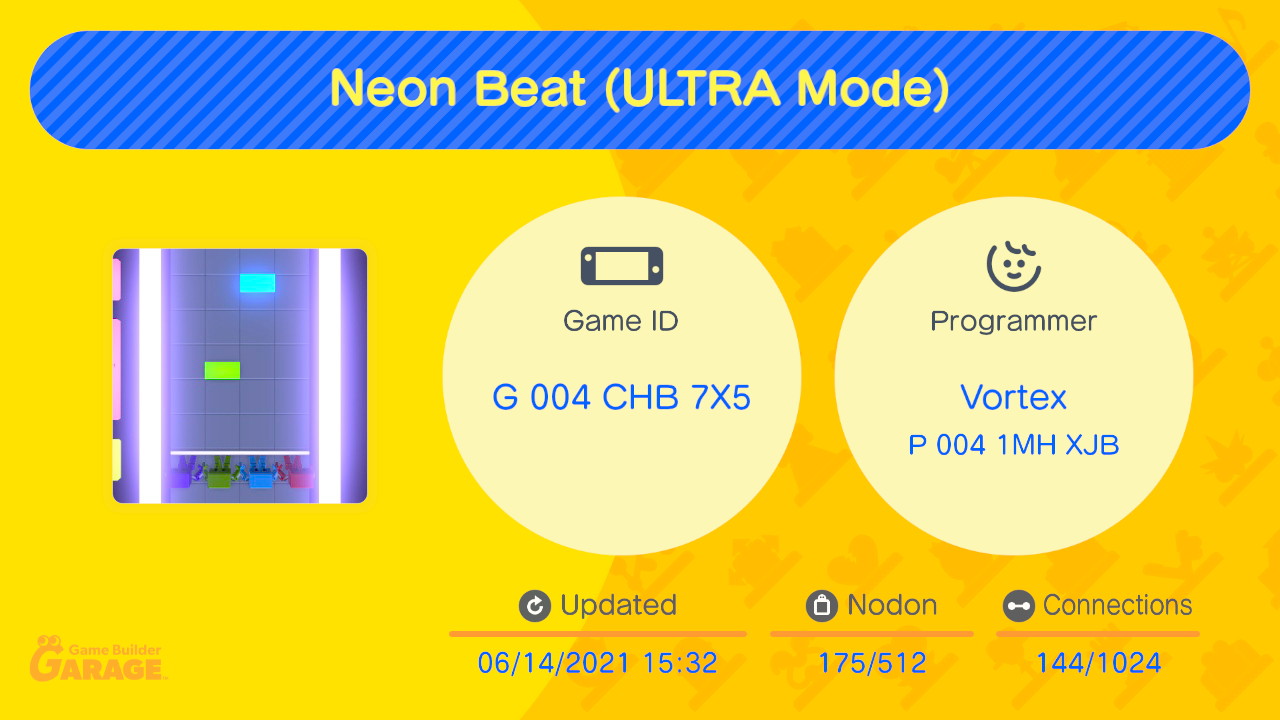 Neon Beat (ULTRA Mode)
Game ID
G 004 CHB 7X5
Programmer
Vortex
P 004 1MH XJB
Updated
06/14/2021 15:32
Nodon
175/512
Connections
144/1024
Game Builder
GARAGE